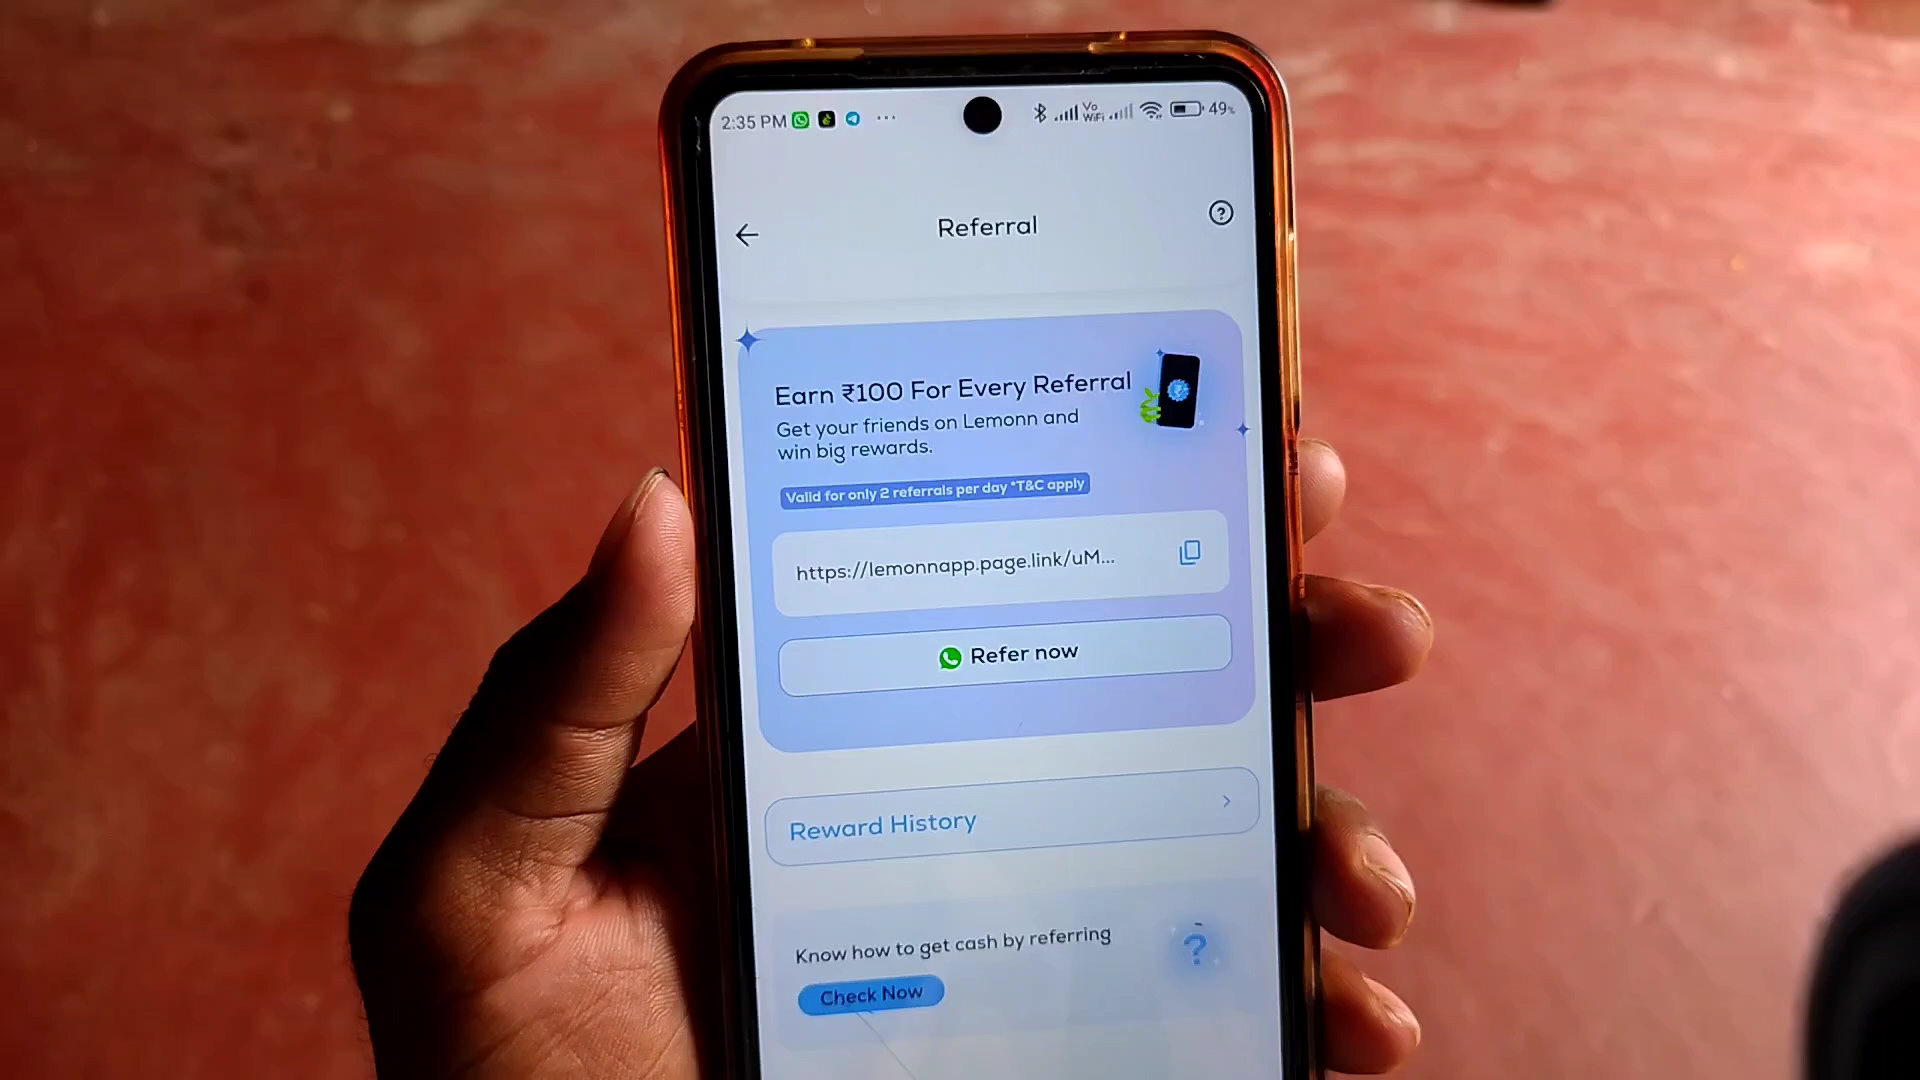 2:35 PM ... Vo WiFi 49%
Referral
Earn ₹100 For Every Referral
Get your friends on Lemonn and
win big rewards.
Valid for only 2 referrals per day *T&C apply
https://lemonnapp.page.link/uM...
Refer now
Reward History
Know how to get cash by referring
Check Now